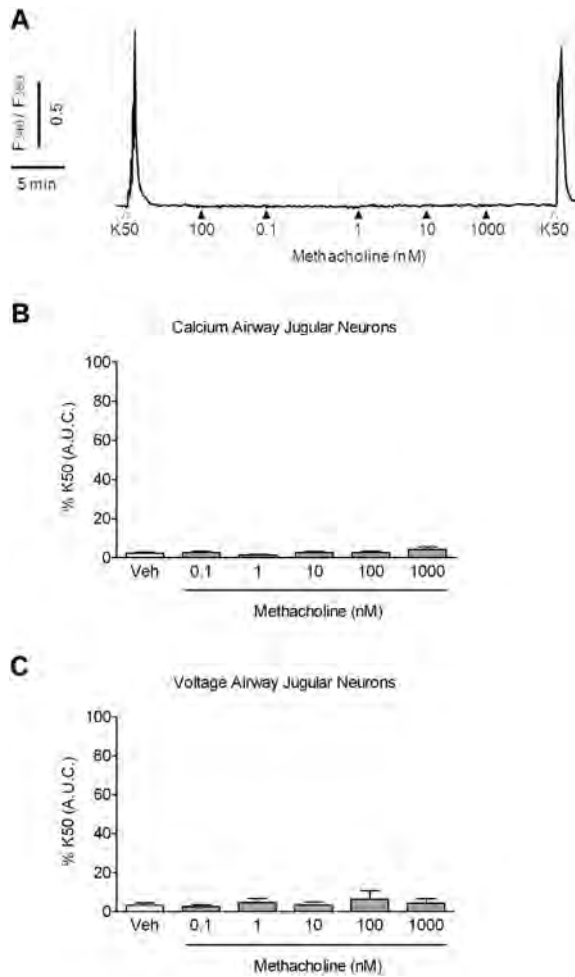 A
F340 / F380
0.5
5 min
K50 100 0.1 1 10 1000 K50
Methacholine (nM)
B
Calcium Airway Jugular Neurons
% K50 (A.U.C.)
100
80
60
40
20
0
Veh 0.1 1 10 100 1000
Methacholine (nM)
C
Voltage Airway Jugular Neurons
% K50 (A.U.C.)
100
80
60
40
20
0
Veh 0.1 1 10 100 1000
Methacholine (nM)